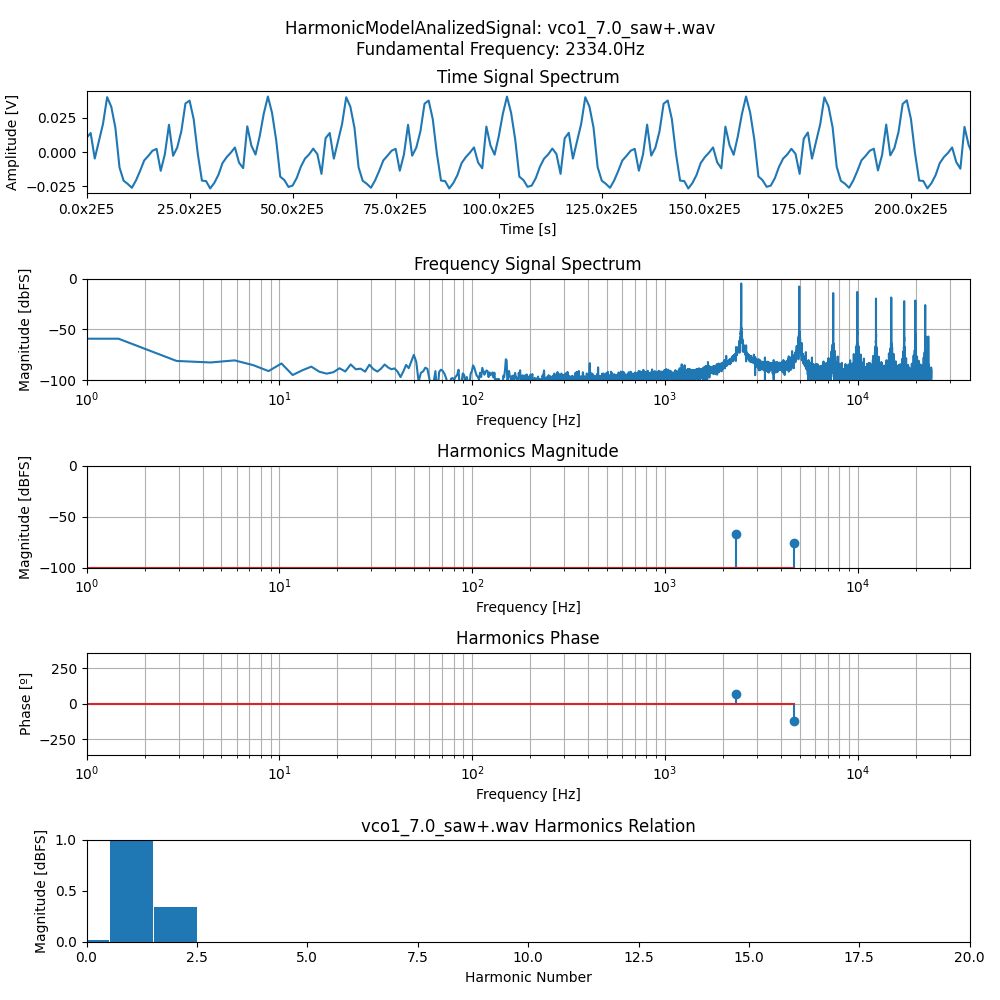 HarmonicModelAnalizedSignal: vco1_7.0_saw+.wav
Fundamental Frequency: 2334.0Hz
Time Signal Spectrum
Amplitude [V]
0.025
0.000
−0.025
0.0x2E5 25.0x2E5 50.0x2E5 75.0x2E5 100.0x2E5 125.0x2E5 150.0x2E5 175.0x2E5 200.0x2E5
Time [s]
Frequency Signal Spectrum
Magnitude [dbFS]
0
−50
−100
10⁰ 10¹ 10² 10³ 10⁴
Frequency [Hz]
Harmonics Magnitude
Magnitude [dBFS]
0
−50
−100
10⁰ 10¹ 10² 10³ 10⁴
Frequency [Hz]
Harmonics Phase
Phase [º]
250
0
−250
10⁰ 10¹ 10² 10³ 10⁴
Frequency [Hz]
vco1_7.0_saw+.wav Harmonics Relation
Magnitude [dBFS]
1.0
0.5
0.0
0.0 2.5 5.0 7.5 10.0 12.5 15.0 17.5 20.0
Harmonic Number